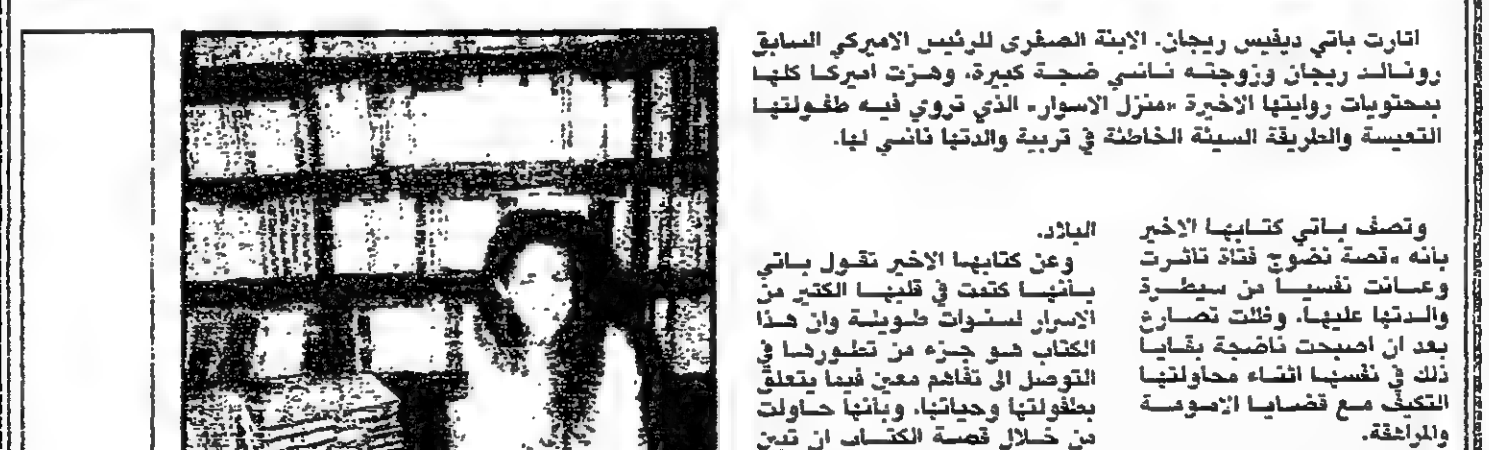 اثارت باتي ديفيس ريجان. الابنة الصغرى للرئيس الاميركي السابق
رونالد ريجان وزوجته نانسي ضجة كبيرة، وهزت اميركا كلها
بمحتويات روايتها الاخيرة «منزل الاسوار» الذي تروي فيه طفولتها
التعيسة والطريقة السيئة الخاطئة في تربية والدتها نانسي لها.
وتصف باتي كتابها الاخير
بانه «قصة نضوج فتاة تاثرت
وعانت نفسيا من سيطرة
والدتها عليها. وظلت تصارع
بعد ان اصبحت ناضجة بقايا
ذلك في نفسها اثناء محاولتها
التكيف مع قضايا الامومة
والمراهقة.
البلاد.
وعن كتابها الاخير تقول باتي
بانها كتمت في قلبها الكثير من
الاسرار لسنوات طويلة وان هذا
الكتاب هو جزء من تطورها في
التوصل الى تفاهم معين فيما يتعلق
بطفولتها وحياتها. وبانها حاولت
من خلال قصة الكتاب ان تبين